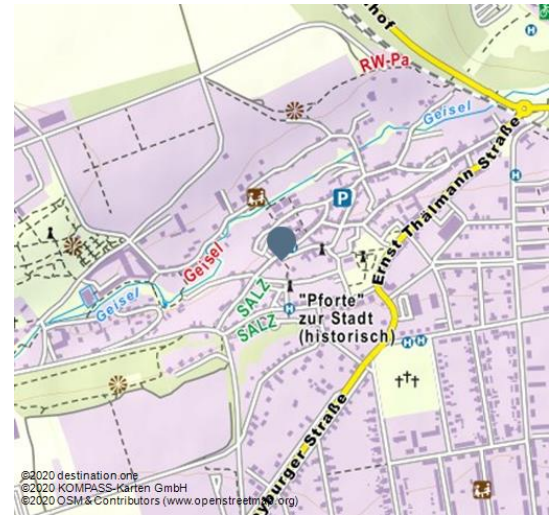 hof
RW-Pa
H
Geisel
Ernst Thälmann Straße
H
P
Geisel
Geisel
SALZ
SALZ
H
"Pforte"
zur Stadt
(historisch)
H H
yburger Straße
©2020 destination.one
©2020 KOMPASS-Karten GmbH
©2020 OSM & Contributors (www.openstreetmap.org)